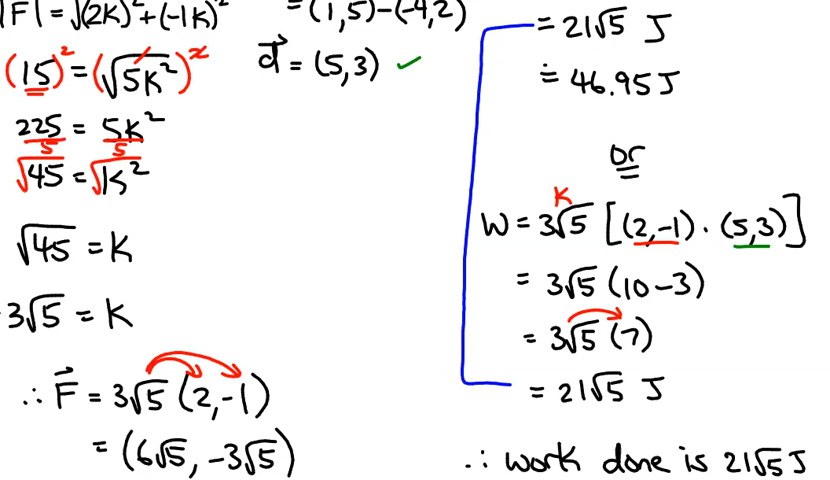 |F| = √(2K)² + (-1K)²
(15)² = (√5K²)²
225/5 = 5K²/5
√45 = √K²
√45 = K
3√5 = K
∴ F⃗ = 3√5 (2, -1)
= (6√5, -3√5)
= (1,5) - (-4,2)
d⃗ = (5,3) ✓
= 21√5 J
≐ 46.95 J
or
K
W = 3√5 [(2,-1) · (5,3)]
= 3√5 (10 - 3)
= 3√5 (7)
= 21√5 J
∴ work done is 21√5 J